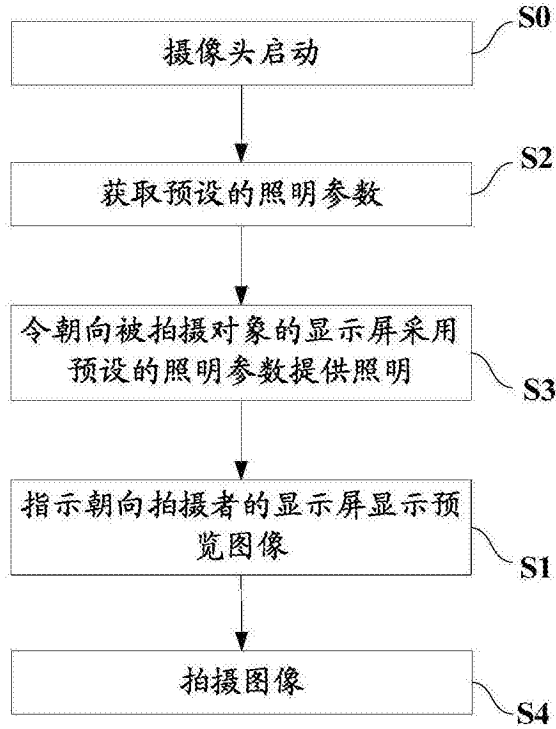 S0
摄像头启动
S2
获取预设的照明参数
令朝向被拍摄对象的显示屏采用
预设的照明参数提供照明
S3
指示朝向拍摄者的显示屏显示预
览图像
S1
拍摄图像
S4